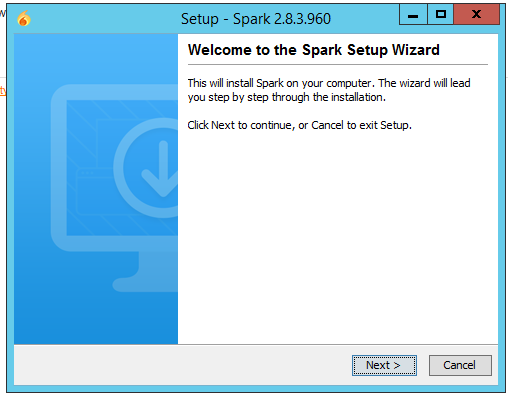 Setup - Spark 2.8.3.960
Welcome to the Spark Setup Wizard
This will install Spark on your computer. The wizard will lead
you step by step through the installation.
Click Next to continue, or Cancel to exit Setup.
Next >
Cancel